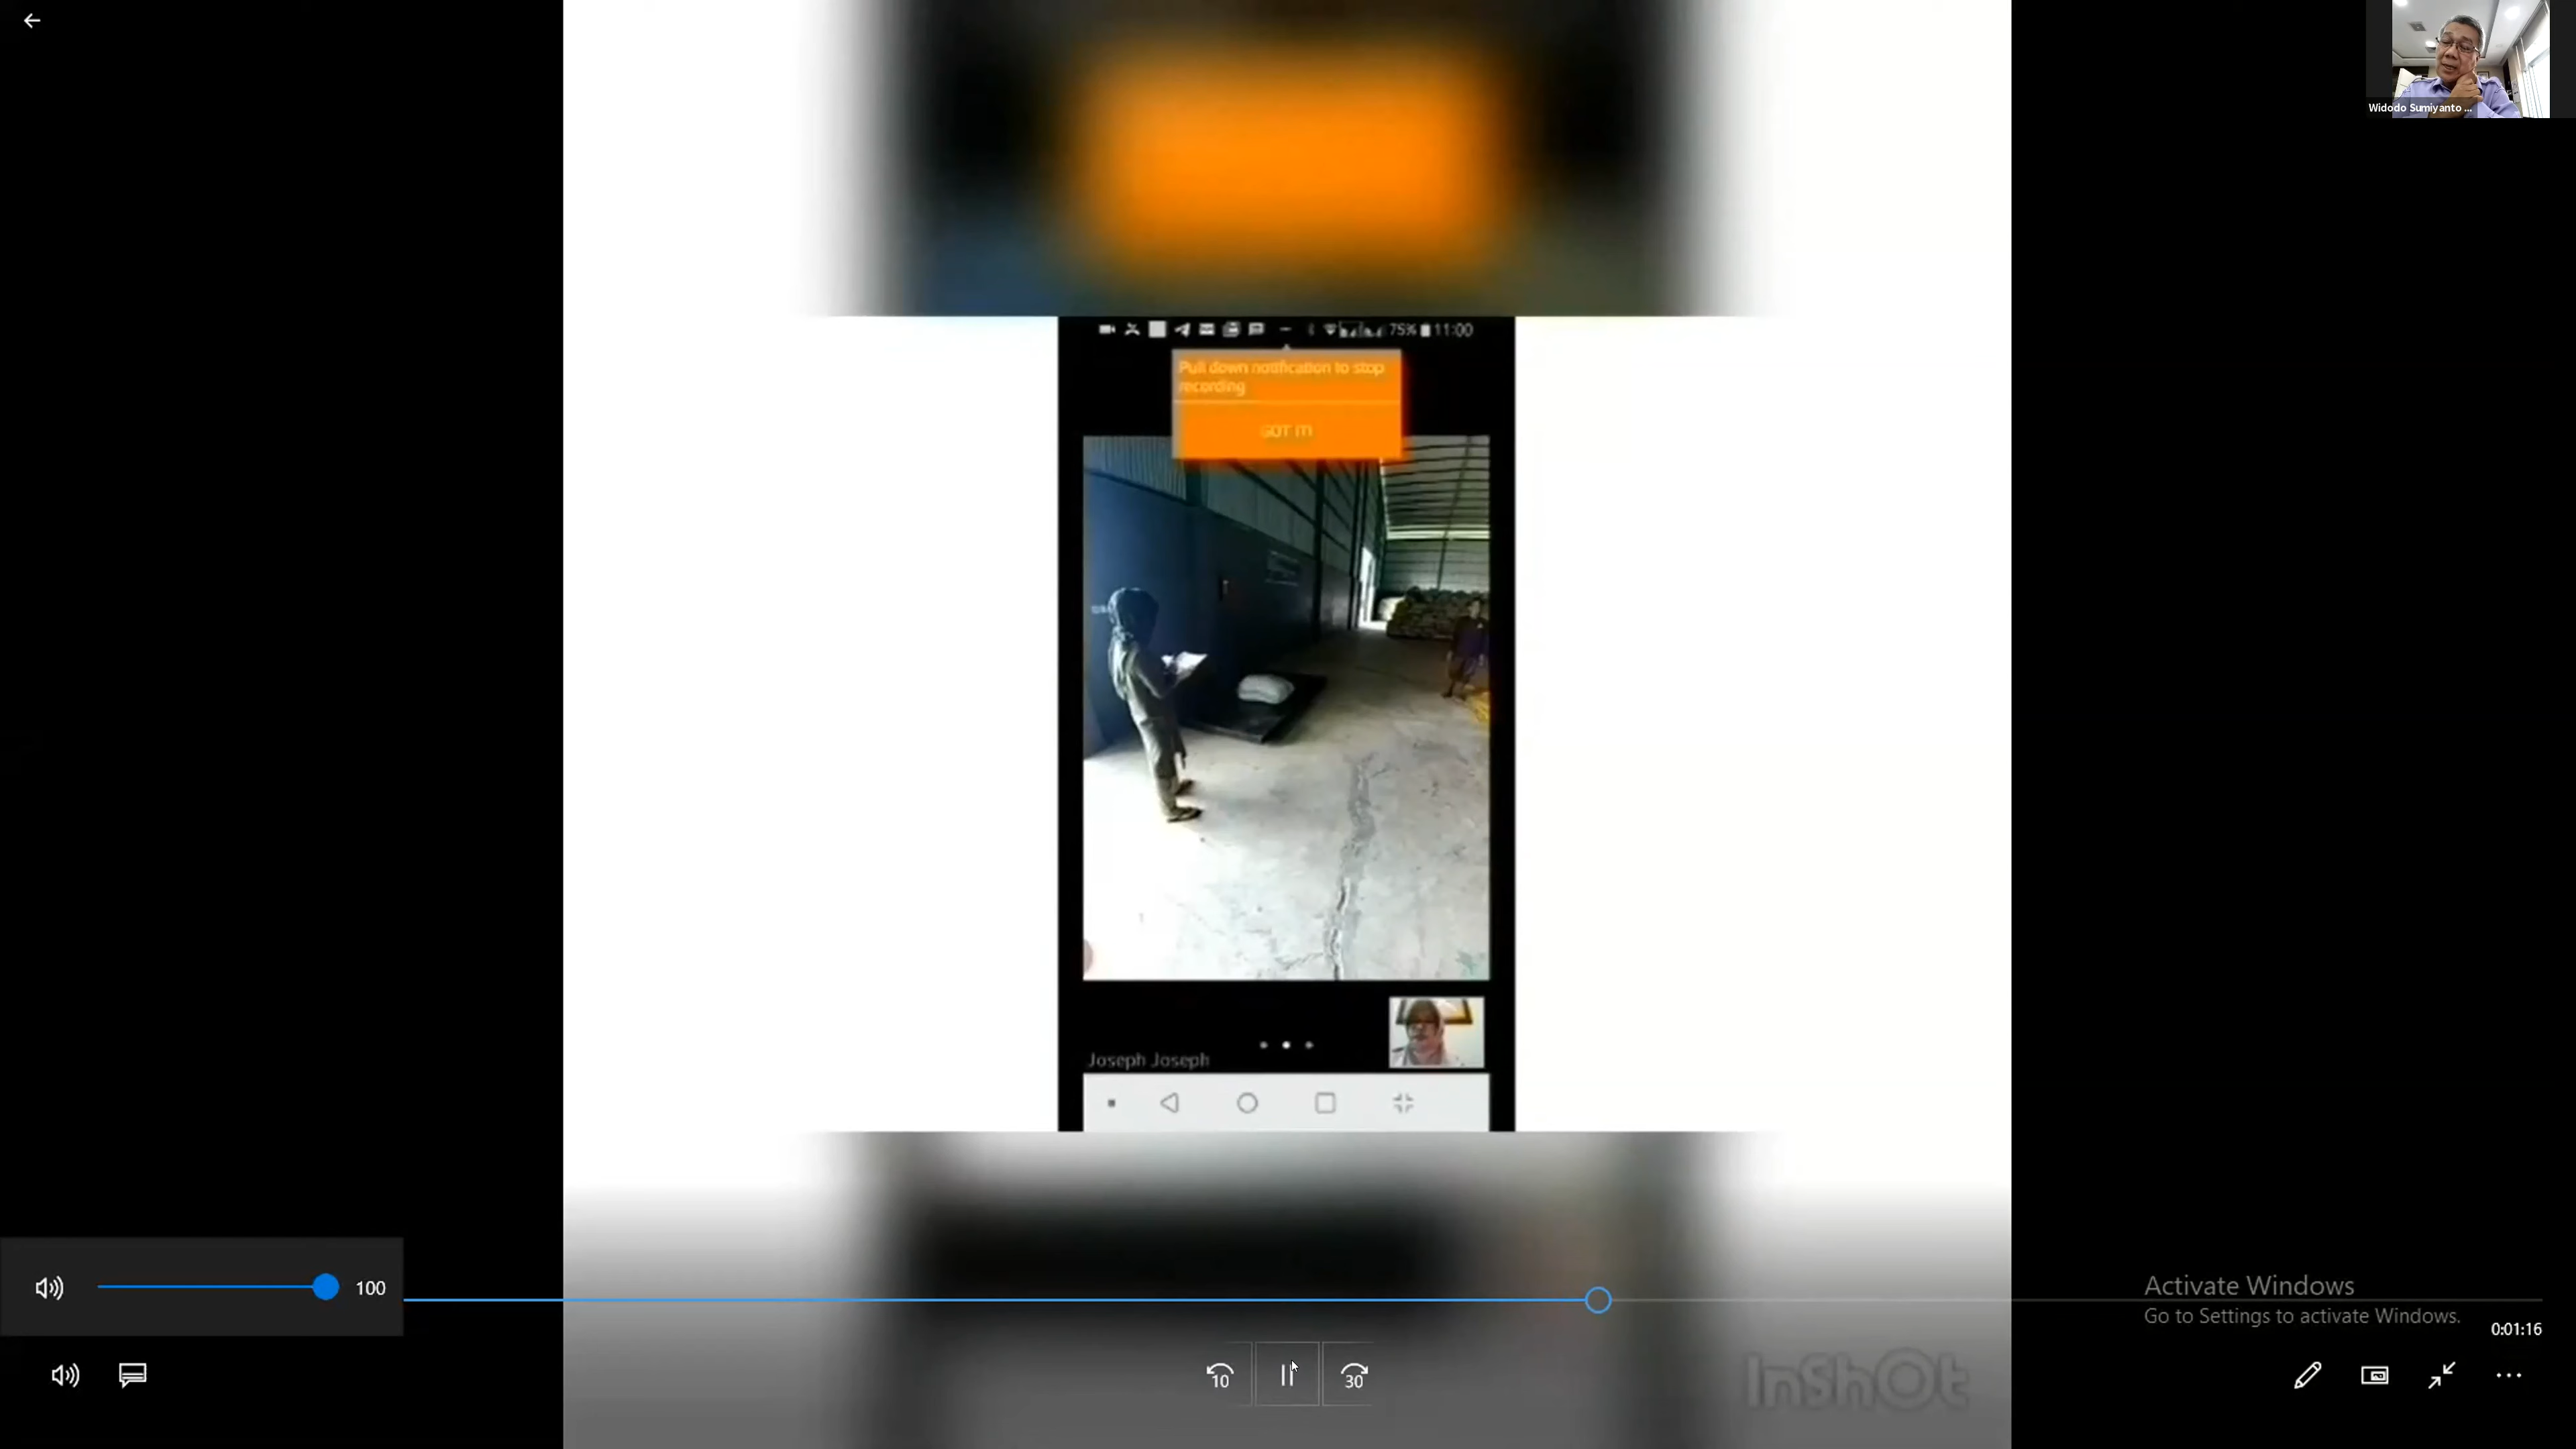 Widodo Sumiyanto ...
75% 11:00
Pull down notification to stop
recording
GOT IT!
Joseph Joseph
100
Activate Windows
Go to Settings to activate Windows.
0:01:16
10
30
InShOt